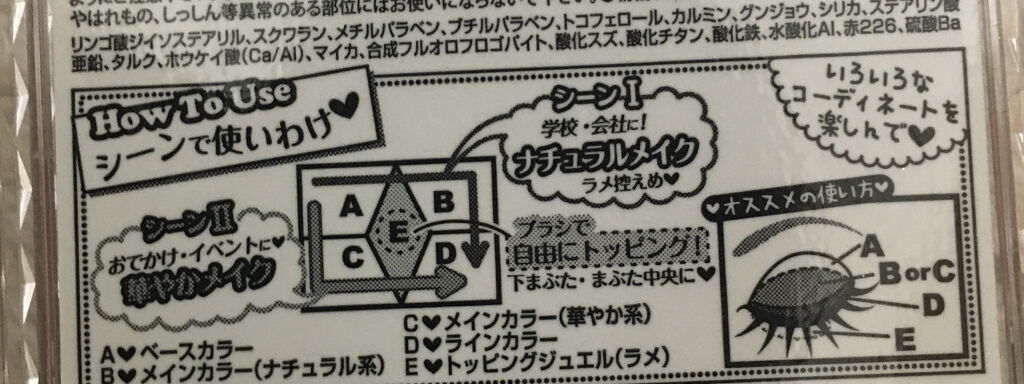 やはれもの、しっしん等異常のある部位にはお使いにならないで下さい。
リンゴ酸ジイソステアリル、スクワラン、メチルパラベン、ブチルパラベン、トコフェロール、カルミン、グンジョウ、シリカ、ステアリン酸
亜鉛、タルク、ホウケイ酸(Ca/Al)、マイカ、合成フルオロフロゴパイト、酸化スズ、酸化チタン、酸化鉄、水酸化Al、赤226、硫酸Ba
How To Use
シーンで使いわけ♥
シーンⅠ
学校・会社に!
ナチュラルメイク
ラメ控えめ♥
いろいろな
コーディネートを
楽しんで♥
シーンⅡ
おでかけ・イベントに♥
華やかメイク
A
B
E
C
D
ブラシで
自由にトッピング!
下まぶた・まぶた中央に♥
♥オススメの使い方♥
A
B or C
D
E
A♥ベースカラー
B♥メインカラー(ナチュラル系)
C♥メインカラー(華やか系)
D♥ラインカラー
E♥トッピングジュエル(ラメ)